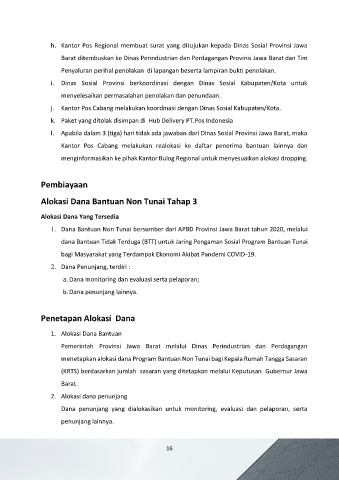 h. Kantor Pos Regional membuat surat yang ditujukan kepada Dinas Sosial Provinsi Jawa
Barat ditembuskan ke Dinas Perindustrian dan Perdagangan Provinsi Jawa Barat dan Tim
Penyaluran perihal penolakan di lapangan beserta lampiran bukti penolakan.
i. Dinas Sosial Provinsi berkoordinasi dengan Dinas Sosial Kabupaten/Kota untuk
menyelesaikan permasalahan penolakan dan penundaan.
j. Kantor Pos Cabang melakukan koordinasi dengan Dinas Sosial Kabupaten/Kota.
k. Paket yang ditolak disimpan di Hub Delivery PT.Pos Indonesia
l. Apabila dalam 3 (tiga) hari tidak ada jawaban dari Dinas Sosial Provinsi Jawa Barat, maka
Kantor Pos Cabang melakukan realokasi ke daftar penerima bantuan lainnya dan
menginformasikan ke pihak Kantor Bulog Regional untuk menyesuaikan alokasi dropping.
Pembiayaan
Alokasi Dana Bantuan Non Tunai Tahap 3
Alokasi Dana Yang Tersedia
1. Dana Bantuan Non Tunai bersumber dari APBD Provinsi Jawa Barat tahun 2020, melalui
dana Bantuan Tidak Terduga (BTT) untuk Jaring Pengaman Sosial Program Bantuan Tunai
bagi Masyarakat yang Terdampak Ekonomi Akibat Pandemi COVID-19.
2. Dana Penunjang, terdiri :
a. Dana monitoring dan evaluasi serta pelaporan;
b. Dana penunjang lainnya.
Penetapan Alokasi Dana
1. Alokasi Dana Bantuan
Pemerintah Provinsi Jawa Barat melalui Dinas Perindustrian dan Perdagangan
menetapkan alokasi dana Program Bantuan Non Tunai bagi Kepala Rumah Tangga Sasaran
(KRTS) berdasarkan jumlah sasaran yang ditetapkan melalui Keputusan Gubernur Jawa
Barat.
2. Alokasi dana penunjang
Dana penunjang yang dialokasikan untuk monitoring, evaluasi dan pelaporan, serta
penunjang lainnya.
16